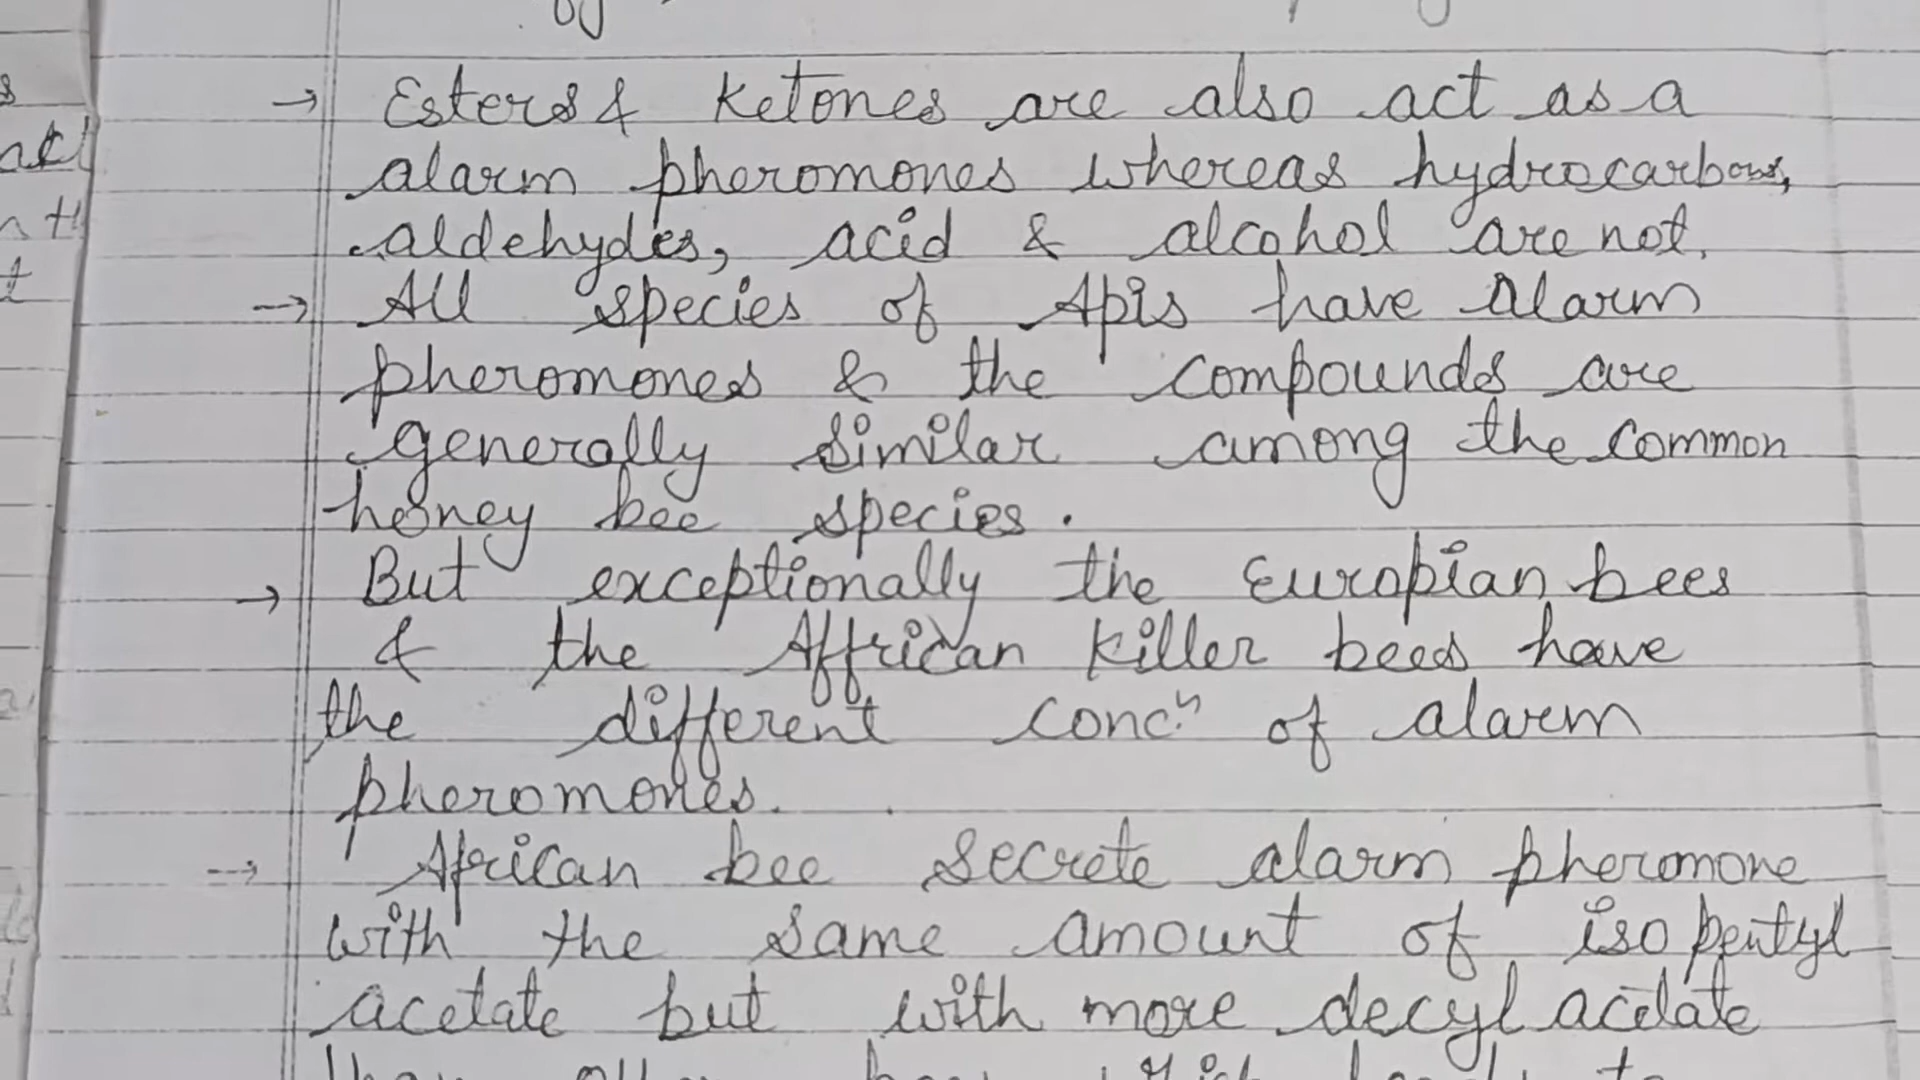 → Esters & Ketones are also act as a
alarm pheromones whereas hydrocarbons,
aldehydes, acid & alcohol are not.
→ All species of Apis have alarm
pheromones & the compounds are
generally similar among the common
honey bee species.
→ But exceptionally the Europian bees
& the Affrican killer bees have
the different concⁿ of alarm
pheromones.
→ African bee secrete alarm pheromone
with the same amount of iso pentyl
acetate but with more decyl acetate